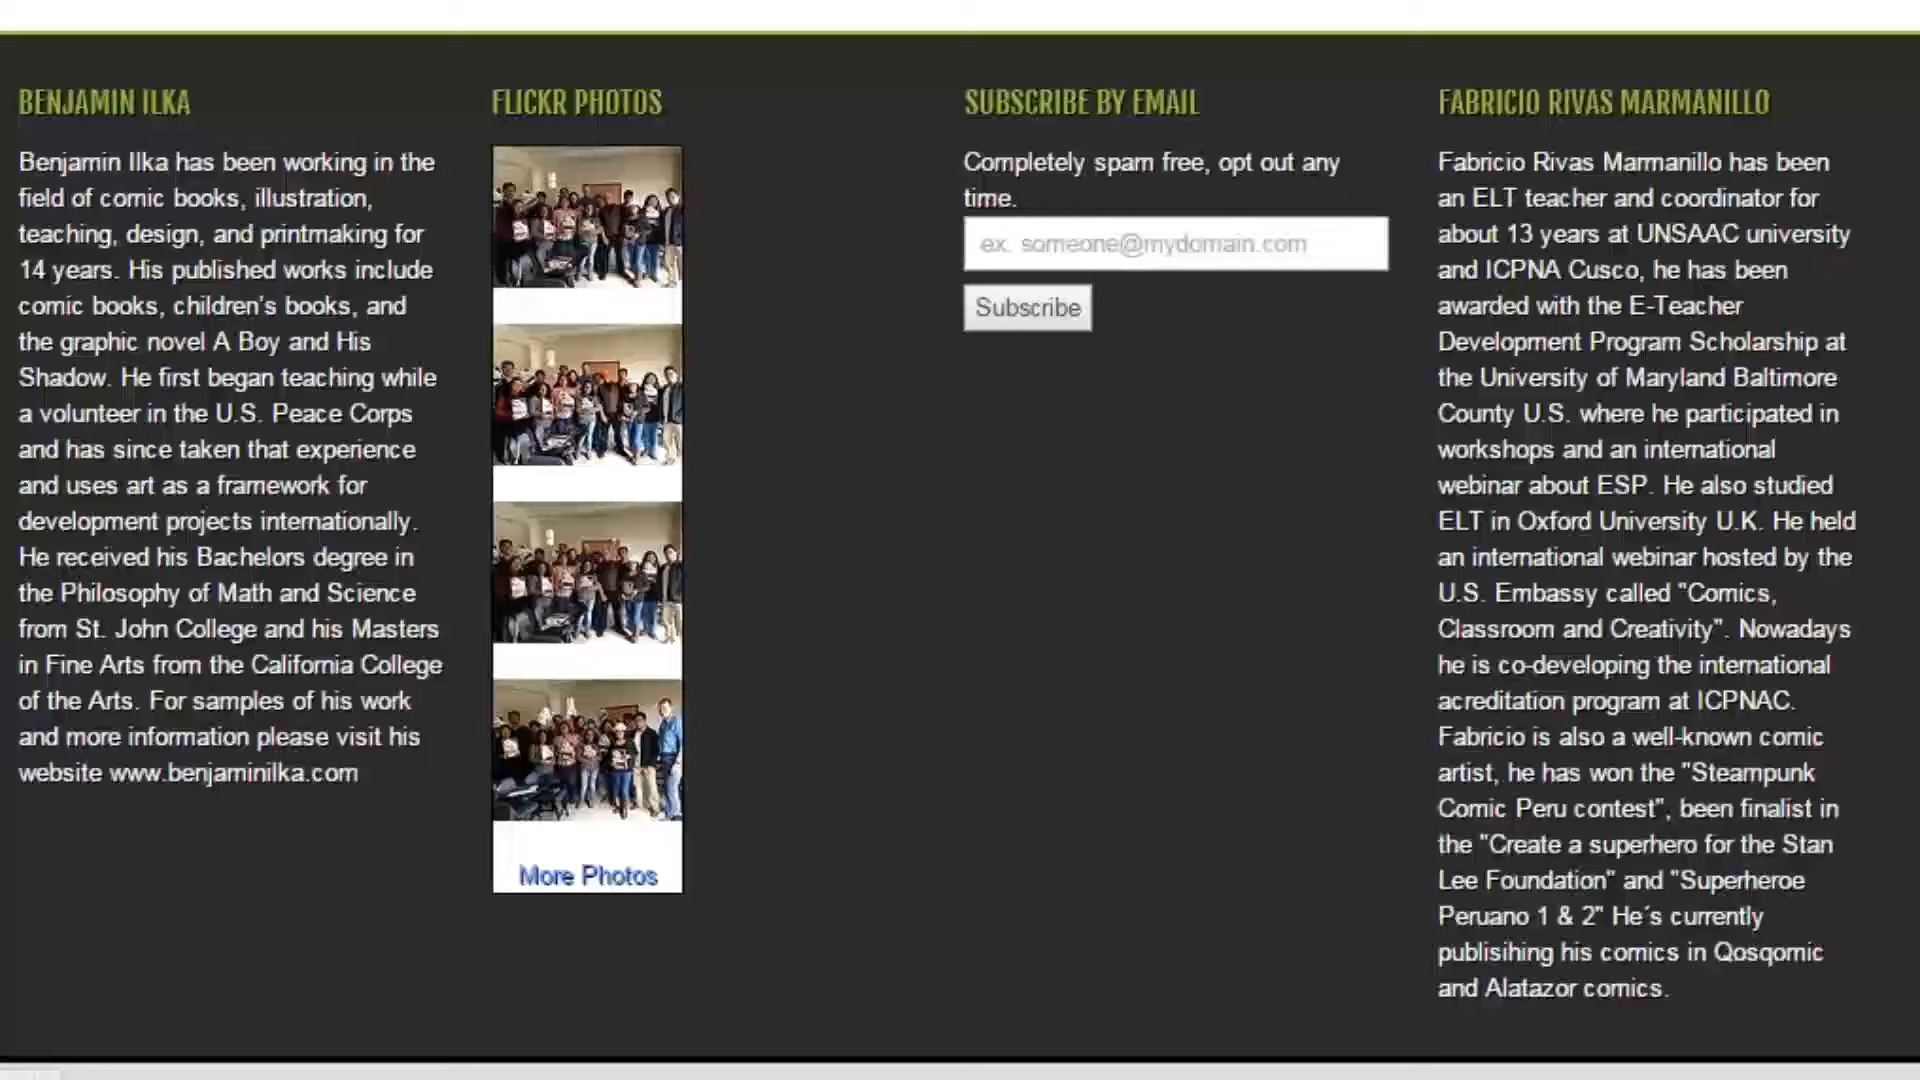 BENJAMIN ILKA
Benjamin Ilka has been working in the
field of comic books, illustration,
teaching, design, and printmaking for
14 years. His published works include
comic books, children's books, and
the graphic novel A Boy and His
Shadow. He first began teaching while
a volunteer in the U.S. Peace Corps
and has since taken that experience
and uses art as a framework for
development projects internationally.
He received his Bachelors degree in
the Philosophy of Math and Science
from St. John College and his Masters
in Fine Arts from the California College
of the Arts. For samples of his work
and more information please visit his
website www.benjaminilka.com
FLICKR PHOTOS
More Photos
SUBSCRIBE BY EMAIL
Completely spam free, opt out any
time.
ex. someone@mydomain.com
Subscribe
FABRICIO RIVAS MARMANILLO
Fabricio Rivas Marmanillo has been
an ELT teacher and coordinator for
about 13 years at UNSAAC university
and ICPNA Cusco, he has been
awarded with the E-Teacher
Development Program Scholarship at
the University of Maryland Baltimore
County U.S. where he participated in
workshops and an international
webinar about ESP. He also studied
ELT in Oxford University U.K. He held
an international webinar hosted by the
U.S. Embassy called "Comics,
Classroom and Creativity". Nowadays
he is co-developing the international
acreditation program at ICPNAC.
Fabricio is also a well-known comic
artist, he has won the "Steampunk
Comic Peru contest", been finalist in
the "Create a superhero for the Stan
Lee Foundation" and "Superheroe
Peruano 1 & 2" He´s currently
publisihing his comics in Qosqomic
and Alatazor comics.